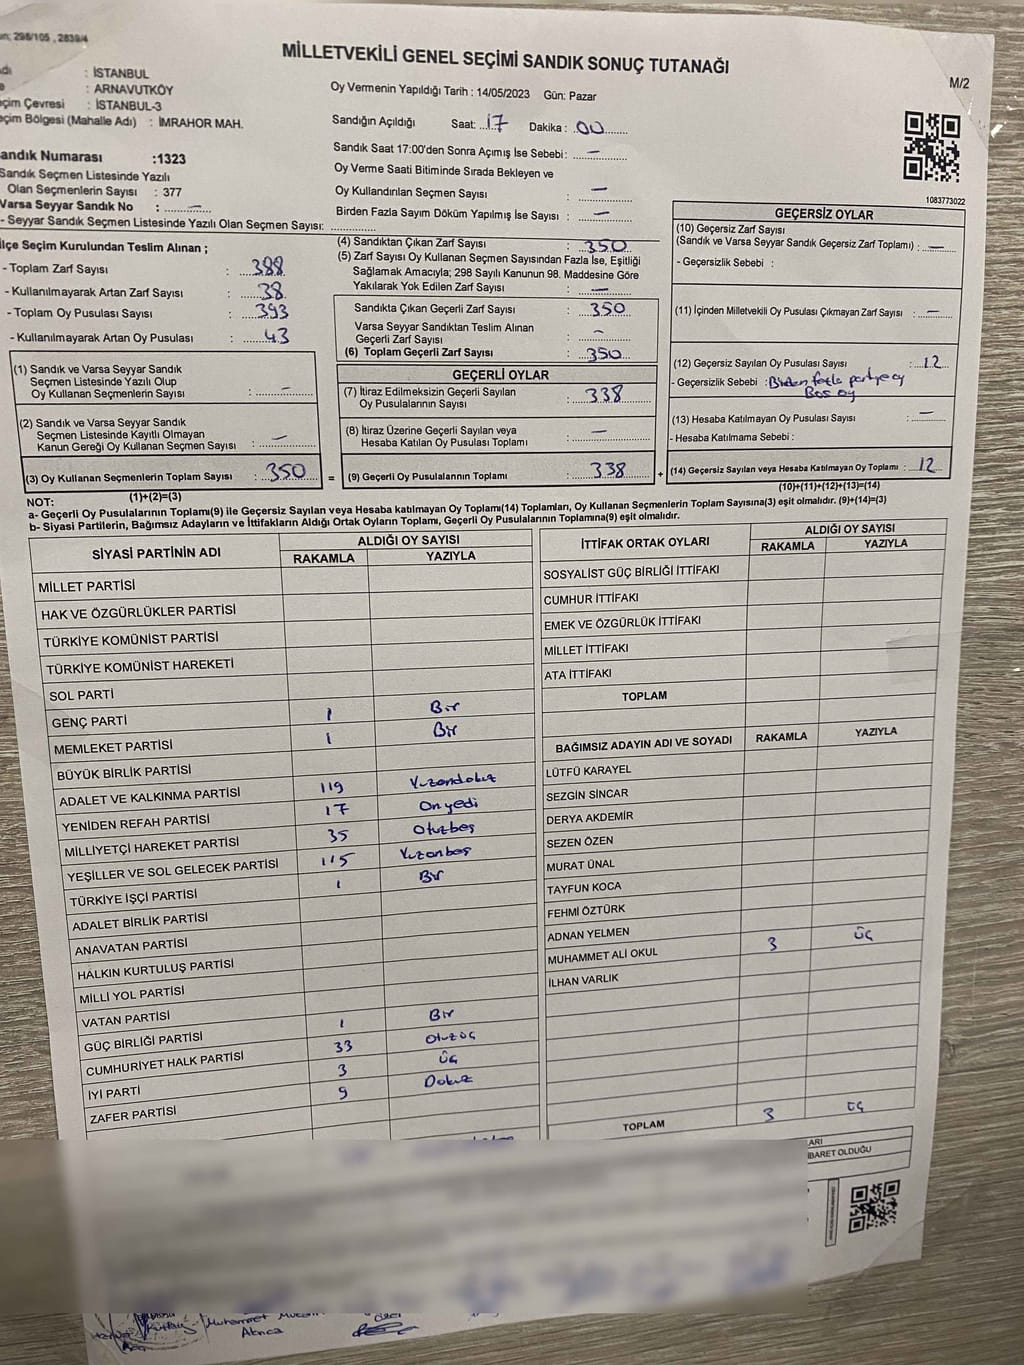 298/105 , 2839/4
MİLLETVEKİLİ GENEL SEÇİMİ SANDIK SONUÇ TUTANAĞI
M/2
: İSTANBUL
: ARNAVUTKÖY
çim Çevresi : İSTANBUL-3
eçim Bölgesi (Mahalle Adı) : İMRAHOR MAH.
andık Numarası :1323
Sandık Seçmen Listesinde Yazılı
Olan Seçmenlerin Sayısı : 377
Varsa Seyyar Sandık No : –
- Seyyar Sandık Seçmen Listesinde Yazılı Olan Seçmen Sayısı:
Oy Vermenin Yapıldığı Tarih : 14/05/2023 Gün: Pazar
Sandığın Açıldığı Saat: 17 Dakika : 00
Sandık Saat 17:00'den Sonra Açımış İse Sebebi: –
Oy Verme Saati Bitiminde Sırada Bekleyen ve
Oy Kullandırılan Seçmen Sayısı : –
Birden Fazla Sayım Döküm Yapılmış İse Sayısı : –
1083773022
İlçe Seçim Kurulundan Teslim Alınan ;
- Toplam Zarf Sayısı : 388
- Kullanılmayarak Artan Zarf Sayısı : 38
- Toplam Oy Pusulası Sayısı : 393
- Kullanılmayarak Artan Oy Pusulası : 43
(4) Sandıktan Çıkan Zarf Sayısı : 350
(5) Zarf Sayısı Oy Kullanan Seçmen Sayısından Fazla İse, Eşitliği
Sağlamak Amacıyla; 298 Sayılı Kanunun 98. Maddesine Göre
Yakılarak Yok Edilen Zarf Sayısı : –
Sandıkta Çıkan Geçerli Zarf Sayısı : 350
Varsa Seyyar Sandıktan Teslim Alınan
Geçerli Zarf Sayısı : –
(6) Toplam Geçerli Zarf Sayısı : 350
GEÇERSİZ OYLAR
(10) Geçersiz Zarf Sayısı
(Sandık ve Varsa Seyyar Sandık Geçersiz Zarf Toplamı) : –
- Geçersizlik Sebebi :
(11) İçinden Milletvekili Oy Pusulası Çıkmayan Zarf Sayısı : –
(12) Geçersiz Sayılan Oy Pusulası Sayısı : 12
- Geçersizlik Sebebi : Birden fazla partiye oy
Boş oy
(13) Hesaba Katılmayan Oy Pusulası Sayısı : –
- Hesaba Katılmama Sebebi :
(14) Geçersiz Sayılan veya Hesaba Katılmayan Oy Toplamı : 12
(10)+(11)+(12)+(13)=(14)
(1) Sandık ve Varsa Seyyar Sandık
Seçmen Listesinde Yazılı Olup
Oy Kullanan Seçmenlerin Sayısı : –
(2) Sandık ve Varsa Seyyar Sandık
Seçmen Listesinde Kayıtlı Olmayan
Kanun Gereği Oy Kullanan Seçmen Sayısı : –
(3) Oy Kullanan Seçmenlerin Toplam Sayısı : 350 =
(1)+(2)=(3)
GEÇERLİ OYLAR
(7) İtiraz Edilmeksizin Geçerli Sayılan
Oy Pusulalarının Sayısı : 338
(8) İtiraz Üzerine Geçerli Sayılan veya
Hesaba Katılan Oy Pusulası Toplamı : –
(9) Geçerli Oy Pusulalarının Toplamı : 338 +
NOT:
a- Geçerli Oy Pusulalarının Toplamı(9) ile Geçersiz Sayılan veya Hesaba katılmayan Oy Toplamı(14) Toplamları, Oy Kullanan Seçmenlerin Toplam Sayısına(3) eşit olmalıdır. (9)+(14)=(3)
b- Siyasi Partilerin, Bağımsız Adayların ve İttifakların Aldığı Ortak Oyların Toplamı, Geçerli Oy Pusulalarının Toplamına(9) eşit olmalıdır.
SİYASİ PARTİNİN ADI ALDIĞI OY SAYISI
RAKAMLA YAZIYLA
MİLLET PARTİSİ
HAK VE ÖZGÜRLÜKLER PARTİSİ
TÜRKİYE KOMÜNİST PARTİSİ
TÜRKİYE KOMÜNİST HAREKETİ
SOL PARTİ
GENÇ PARTİ 1 Bir
MEMLEKET PARTİSİ 1 Bir
BÜYÜK BİRLİK PARTİSİ
ADALET VE KALKINMA PARTİSİ 119 Yüzondokuz
YENİDEN REFAH PARTİSİ 17 Onyedi
MİLLİYETÇİ HAREKET PARTİSİ 35 Otuzbeş
YEŞİLLER VE SOL GELECEK PARTİSİ 115 Yüzonbeş
TÜRKİYE İŞÇİ PARTİSİ 1 Bir
ADALET BİRLİK PARTİSİ
ANAVATAN PARTİSİ
HALKIN KURTULUŞ PARTİSİ
MİLLİ YOL PARTİSİ
VATAN PARTİSİ
GÜÇ BİRLİĞİ PARTİSİ 1 Bir
CUMHURİYET HALK PARTİSİ 33 Otuzüç
İYİ PARTİ 3 Üç
ZAFER PARTİSİ 9 Dokuz
İTTİFAK ORTAK OYLARI ALDIĞI OY SAYISI
RAKAMLA YAZIYLA
SOSYALİST GÜÇ BİRLİĞİ İTTİFAKI
CUMHUR İTTİFAKI
EMEK VE ÖZGÜRLÜK İTTİFAKI
MİLLET İTTİFAKI
ATA İTTİFAKI
TOPLAM
BAĞIMSIZ ADAYIN ADI VE SOYADI RAKAMLA YAZIYLA
LÜTFÜ KARAYEL
SEZGİN SİNCAR
DERYA AKDEMİR
SEZEN ÖZEN
MURAT ÜNAL
TAYFUN KOCA
FEHMİ ÖZTÜRK
ADNAN YELMEN
MUHAMMET ALİ OKUL 3 Üç
İLHAN VARLIK
TOPLAM 3 Üç
ARI
İBARET OLDUĞU
Muhammet